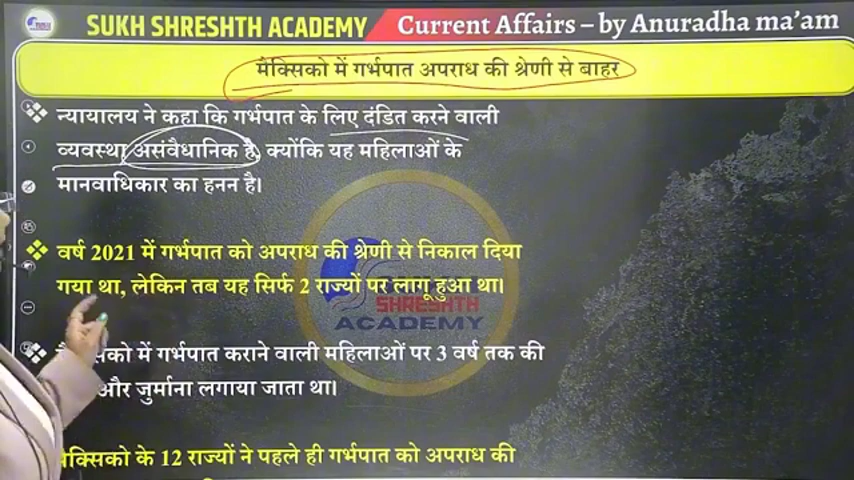 SUKH SHRESHTH ACADEMY
Current Affairs – by Anuradha ma'am
मैक्सिको में गर्भपात अपराध की श्रेणी से बाहर
न्यायालय ने कहा कि गर्भपात के लिए दंडित करने वाली
व्यवस्था असंवैधानिक है, क्योंकि यह महिलाओं के
मानवाधिकार का हनन है।
वर्ष 2021 में गर्भपात को अपराध की श्रेणी से निकाल दिया
गया था, लेकिन तब यह सिर्फ 2 राज्यों पर लागू हुआ था।
SHRESHTH
ACADEMY
में गर्भपात कराने वाली महिलाओं पर 3 वर्ष तक की
और जुर्माना लगाया जाता था।
के 12 राज्यों ने पहले ही गर्भपात को अपराध की